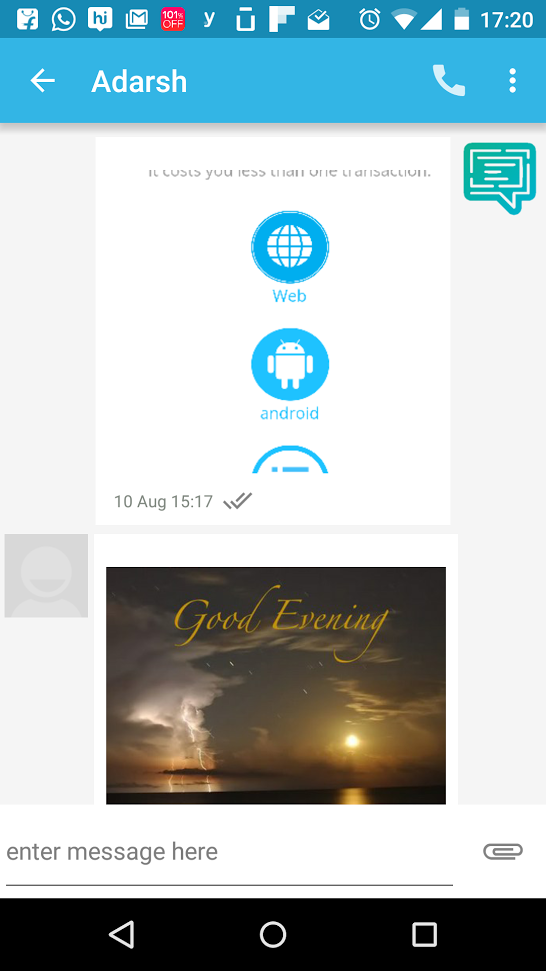 hi
M
101%
OFF
y
17:20
Adarsh
It costs you less than one transaction.
Web
android
10 Aug 15:17
Good Evening
enter message here